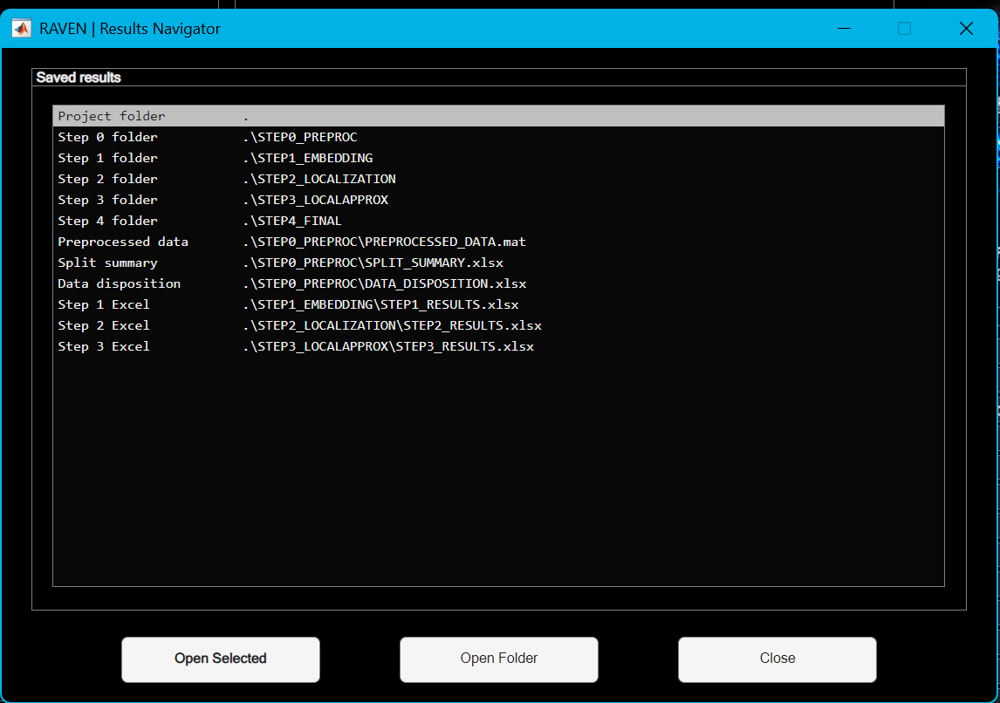 RAVEN | Results Navigator
Saved results
Project folder .
Step 0 folder .\STEP0_PREPROC
Step 1 folder .\STEP1_EMBEDDING
Step 2 folder .\STEP2_LOCALIZATION
Step 3 folder .\STEP3_LOCALAPPROX
Step 4 folder .\STEP4_FINAL
Preprocessed data .\STEP0_PREPROC\PREPROCESSED_DATA.mat
Split summary .\STEP0_PREPROC\SPLIT_SUMMARY.xlsx
Data disposition .\STEP0_PREPROC\DATA_DISPOSITION.xlsx
Step 1 Excel .\STEP1_EMBEDDING\STEP1_RESULTS.xlsx
Step 2 Excel .\STEP2_LOCALIZATION\STEP2_RESULTS.xlsx
Step 3 Excel .\STEP3_LOCALAPPROX\STEP3_RESULTS.xlsx
Open Selected Open Folder Close